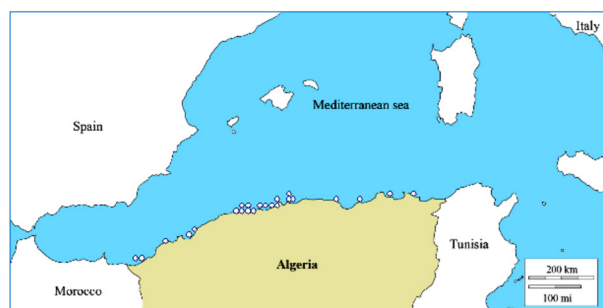 Italy
Mediterranean sea
Spain
Tunisia
Algeria
Morocco
200 km
100 mi